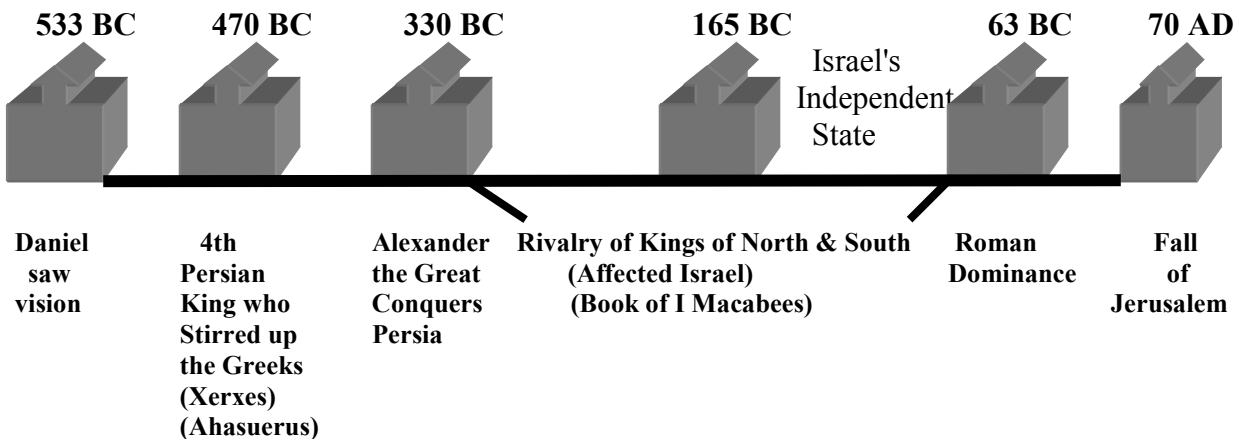 533 BC
470 BC
330 BC
165 BC
63 BC
70 AD
Israel's
Independent
State
Daniel
saw
vision
4th
Persian
King who
Stirred up
the Greeks
(Xerxes)
(Ahasuerus)
Alexander
the Great
Conquers
Persia
Rivalry of Kings of North & South
(Affected Israel)
(Book of I Macabees)
Roman
Dominance
Fall
of
Jerusalem